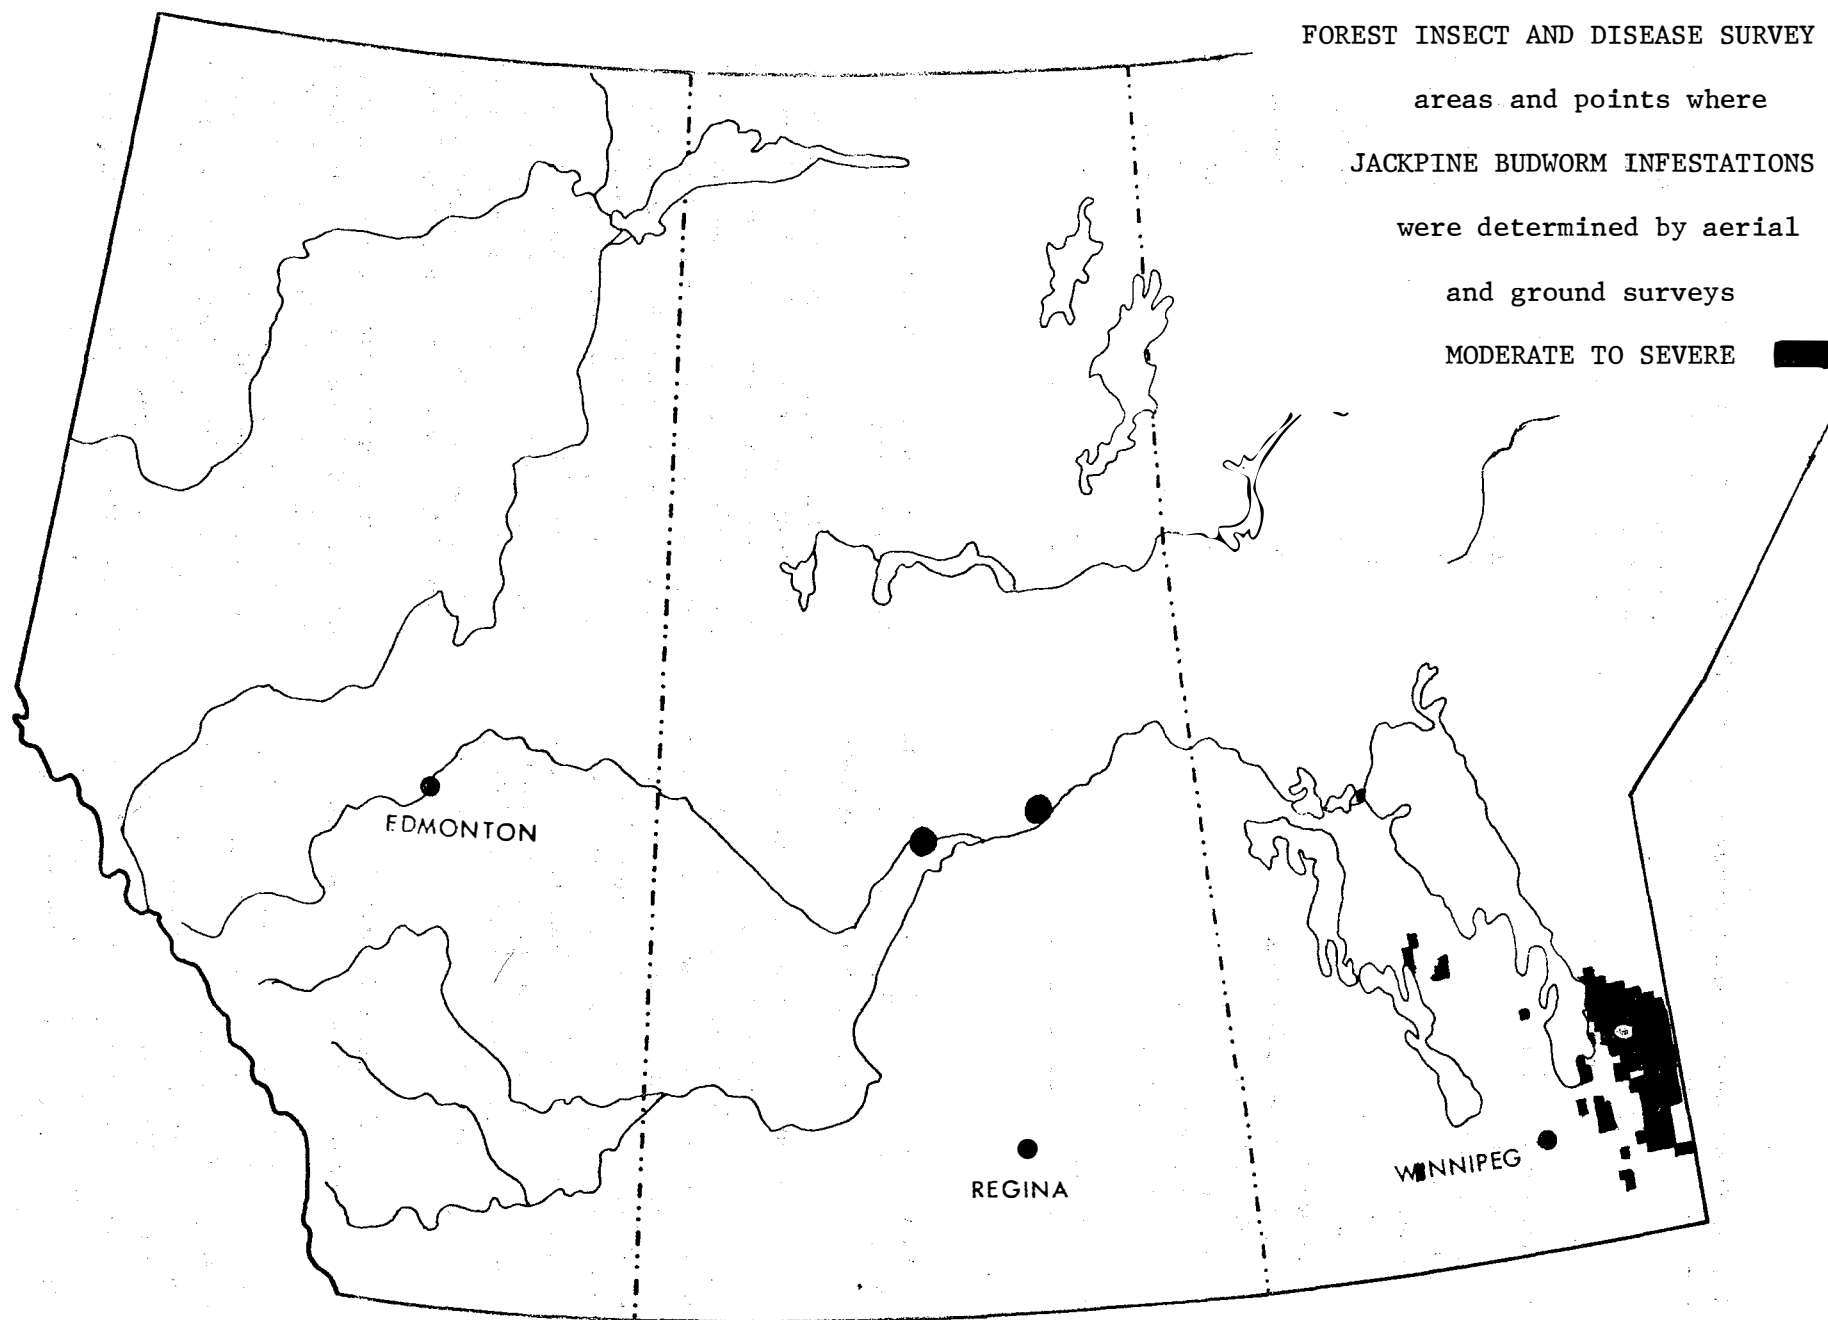 FOREST INSECT AND DISEASE SURVEY
areas and points where
JACKPINE BUDWORM INFESTATIONS
were determined by aerial
and ground surveys
MODERATE TO SEVERE
EDMONTON
REGINA
WINNIPEG